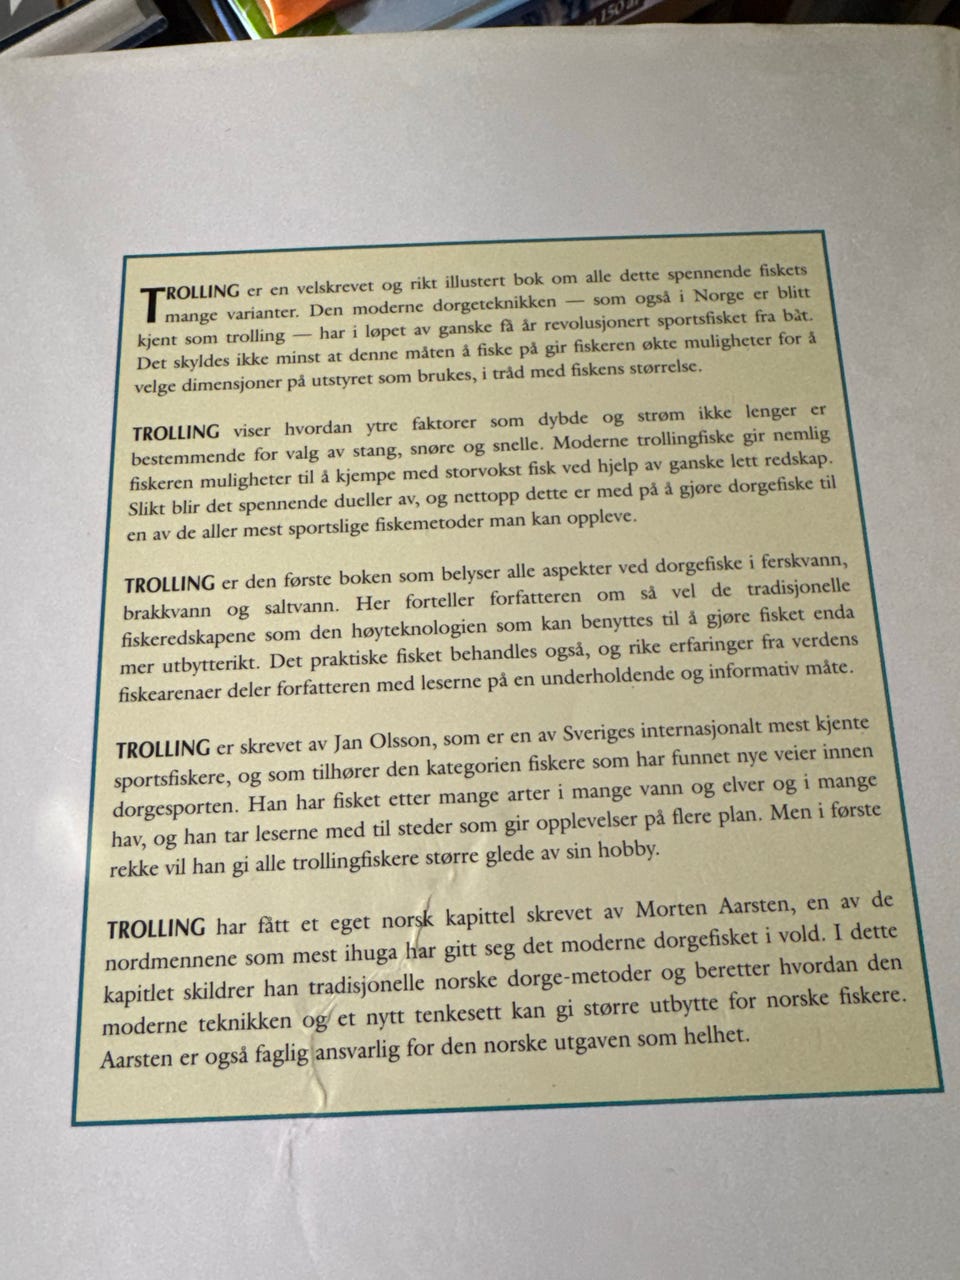 m 150 år
TROLLING er en velskrevet og rikt illustert bok om alle dette spennende fiskets
mange varianter. Den moderne dorgeteknikken — som også i Norge er blitt
kjent som trolling — har i løpet av ganske få år revolusjonert sportsfisket fra båt.
Det skyldes ikke minst at denne måten å fiske på gir fiskeren økte muligheter for å
velge dimensjoner på utstyret som brukes, i tråd med fiskens størrelse.
TROLLING viser hvordan ytre faktorer som dybde og strøm ikke lenger er
bestemmende for valg av stang, snøre og snelle. Moderne trollingfiske gir nemlig
fiskeren muligheter til å kjempe med storvokst fisk ved hjelp av ganske lett redskap.
Slikt blir det spennende dueller av, og nettopp dette er med på å gjøre dorgefiske til
en av de aller mest sportslige fiskemetoder man kan oppleve.
TROLLING er den første boken som belyser alle aspekter ved dorgefiske i ferskvann,
brakkvann og saltvann. Her forteller forfatteren om så vel de tradisjonelle
fiskeredskapene som den høyteknologien som kan benyttes til å gjøre fisket enda
mer utbytterikt. Det praktiske fisket behandles også, og rike erfaringer fra verdens
fiskearenaer deler forfatteren med leserne på en underholdende og informativ måte.
TROLLING er skrevet av Jan Olsson, som er en av Sveriges internasjonalt mest kjente
sportsfiskere, og som tilhører den kategorien fiskere som har funnet nye veier innen
dorgesporten. Han har fisket etter mange arter i mange vann og elver og i mange
hav, og han tar leserne med til steder som gir opplevelser på flere plan. Men i første
rekke vil han gi alle trollingfiskere større glede av sin hobby.
TROLLING har fått et eget norsk kapittel skrevet av Morten Aarsten, en av de
nordmennene som mest ihuga har gitt seg det moderne dorgefisket i vold. I dette
kapitlet skildrer han tradisjonelle norske dorge-metoder og beretter hvordan den
moderne teknikken og et nytt tenkesett kan gi større utbytte for norske fiskere.
Aarsten er også faglig ansvarlig for den norske utgaven som helhet.